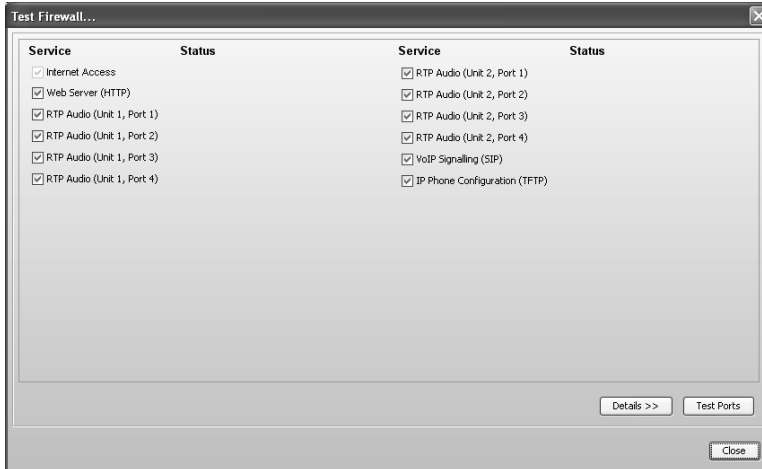 Test Firewall...
Service Status Service Status
Internet Access
Web Server (HTTP)
RTP Audio (Unit 1, Port 1)
RTP Audio (Unit 1, Port 2)
RTP Audio (Unit 1, Port 3)
RTP Audio (Unit 1, Port 4)
RTP Audio (Unit 2, Port 1)
RTP Audio (Unit 2, Port 2)
RTP Audio (Unit 2, Port 3)
RTP Audio (Unit 2, Port 4)
VoIP Signalling (SIP)
IP Phone Configuration (TFTP)
Details >> Test Ports
Close